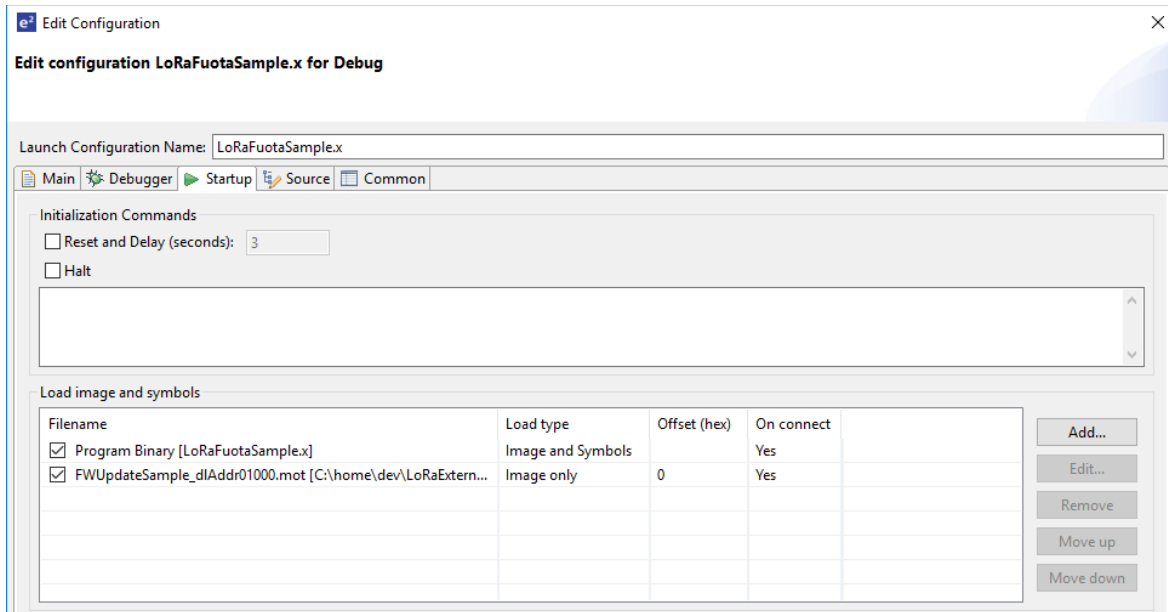 e² Edit Configuration
Edit configuration LoRaFuotaSample.x for Debug
Launch Configuration Name: LoRaFuotaSample.x
Main Debugger Startup Source Common
Initialization Commands
Reset and Delay (seconds): 3
Halt
Load image and symbols
Filename Load type Offset (hex) On connect
Program Binary [LoRaFuotaSample.x] Image and Symbols Yes
FWUpdateSample_dlAddr01000.mot [C:\home\dev\LoRaExtern... Image only 0 Yes
Add...
Edit...
Remove
Move up
Move down